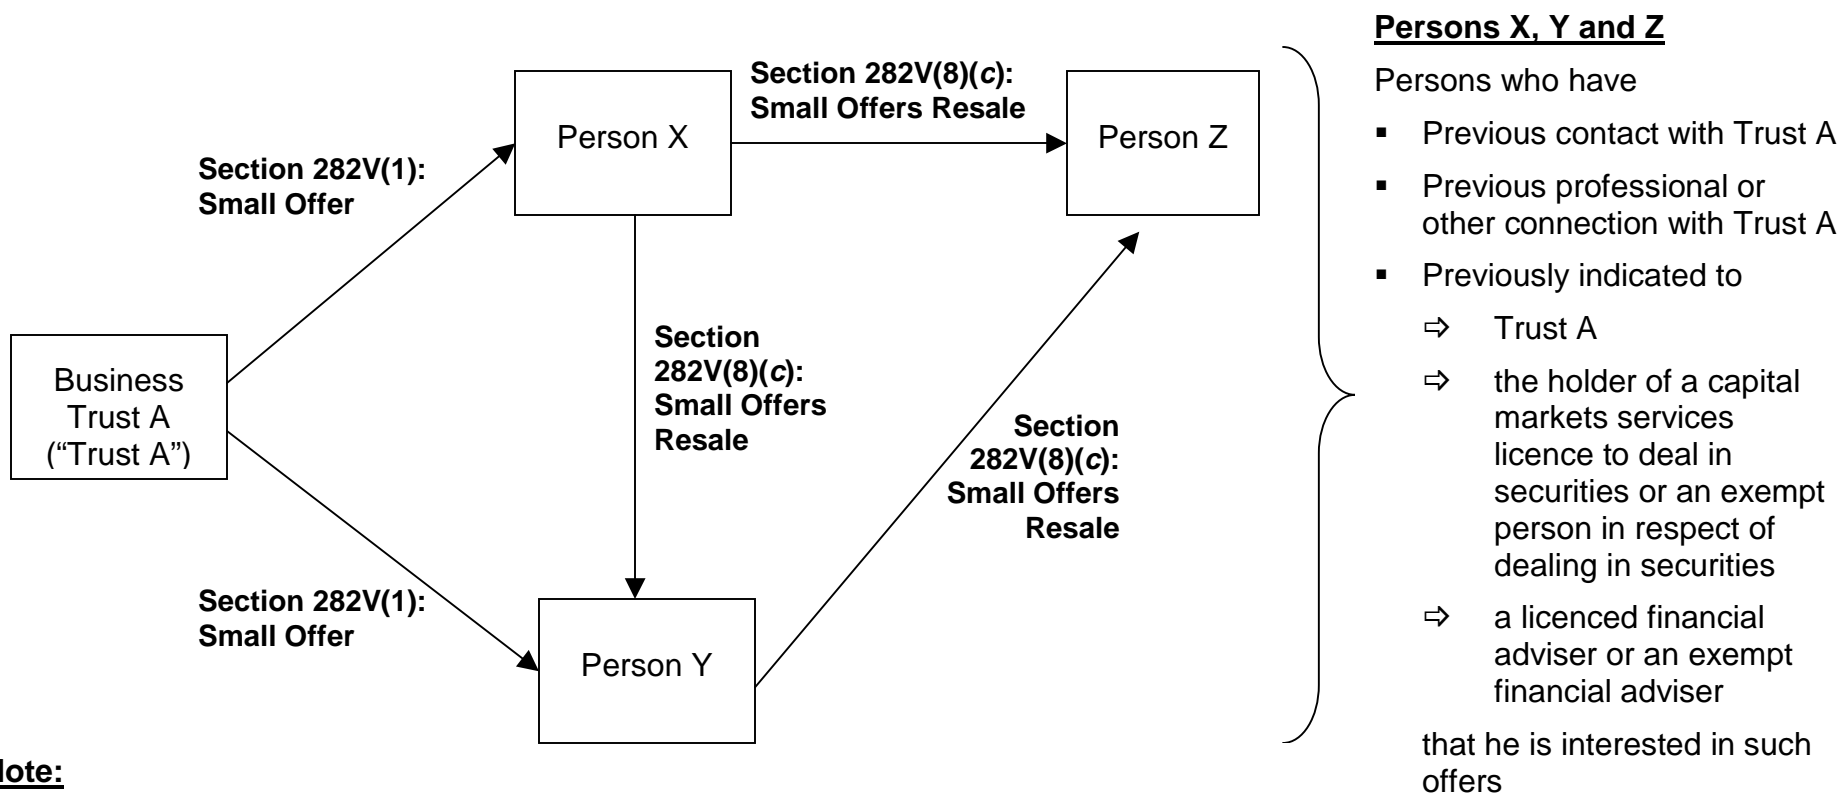 Section 282V(1):
Small Offer
Person X
Section 282V(8)(c):
Small Offers Resale
Person Z
Business
Trust A
(“Trust A”)
Section
282V(8)(c):
Small Offers
Resale
Section
282V(8)(c):
Small Offers
Resale
Section 282V(1):
Small Offer
Person Y
Persons X, Y and Z
Persons who have
▪ Previous contact with Trust A
▪ Previous professional or
other connection with Trust A
▪ Previously indicated to
⇨ Trust A
⇨ the holder of a capital
markets services
licence to deal in
securities or an exempt
person in respect of
dealing in securities
⇨ a licenced financial
adviser or an exempt
financial adviser
that he is interested in such
offers